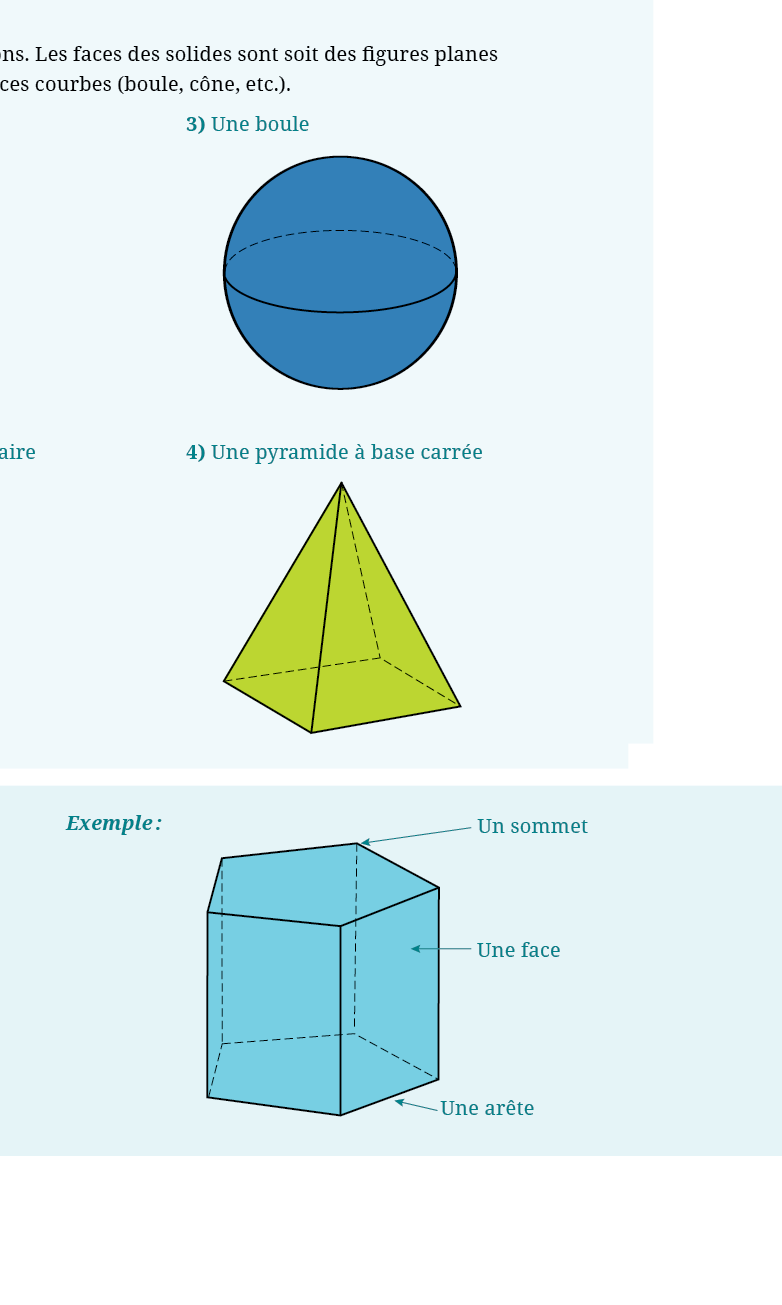 ons. Les faces des solides sont soit des figures planes
ces courbes (boule, cône, etc.).
3) Une boule
aire
4) Une pyramide à base carrée
Exemple :
Un sommet
Une face
Une arête